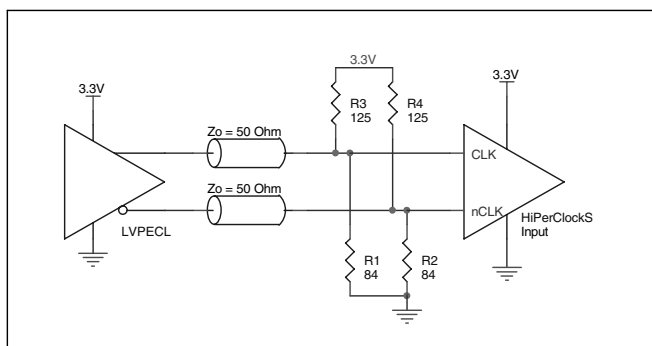 3.3V
3.3V
R3
125
R4
125
3.3V
Zo = 50 Ohm
CLK
Zo = 50 Ohm
nCLK
HiPerClockS
Input
LVPECL
R1
84
R2
84